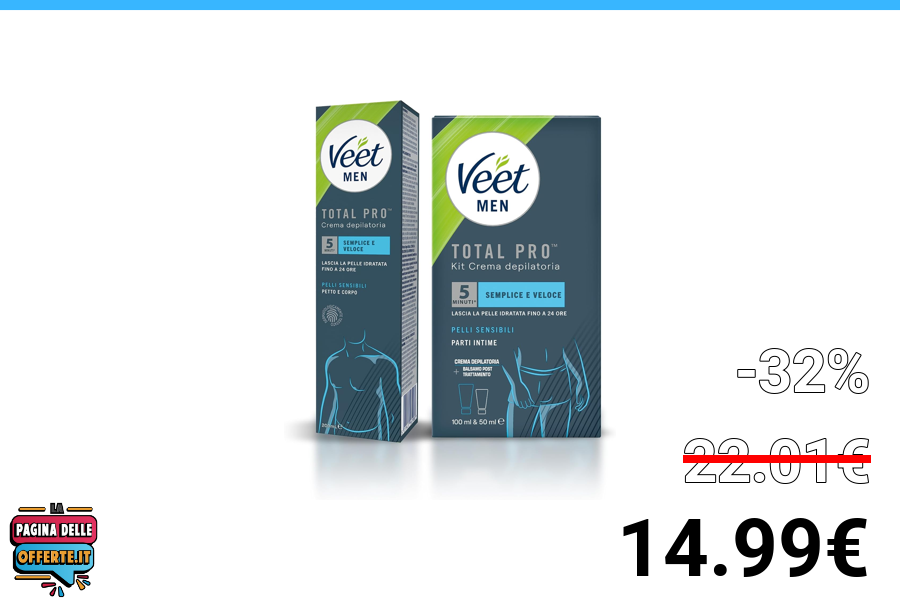 Veet
MEN
TOTAL PRO™
Crema depilatoria
5
MINUTI*
SEMPLICE E
VELOCE
LASCIA LA PELLE IDRATATA
FINO A 24 ORE
PELLI SENSIBILI
PETTO E CORPO
Veet
MEN
TOTAL PRO™
Kit Crema depilatoria
5
MINUTI*
SEMPLICE E VELOCE
LASCIA LA PELLE IDRATATA FINO A 24 ORE
PELLI SENSIBILI
PARTI INTIME
CREMA DEPILATORIA
+ BALSAMO POST
TRATTAMENTO
100 ml & 50 ml ℮
-32%
22.01€
14.99€
LA
PAGINA DELLE
OFFERTE.IT